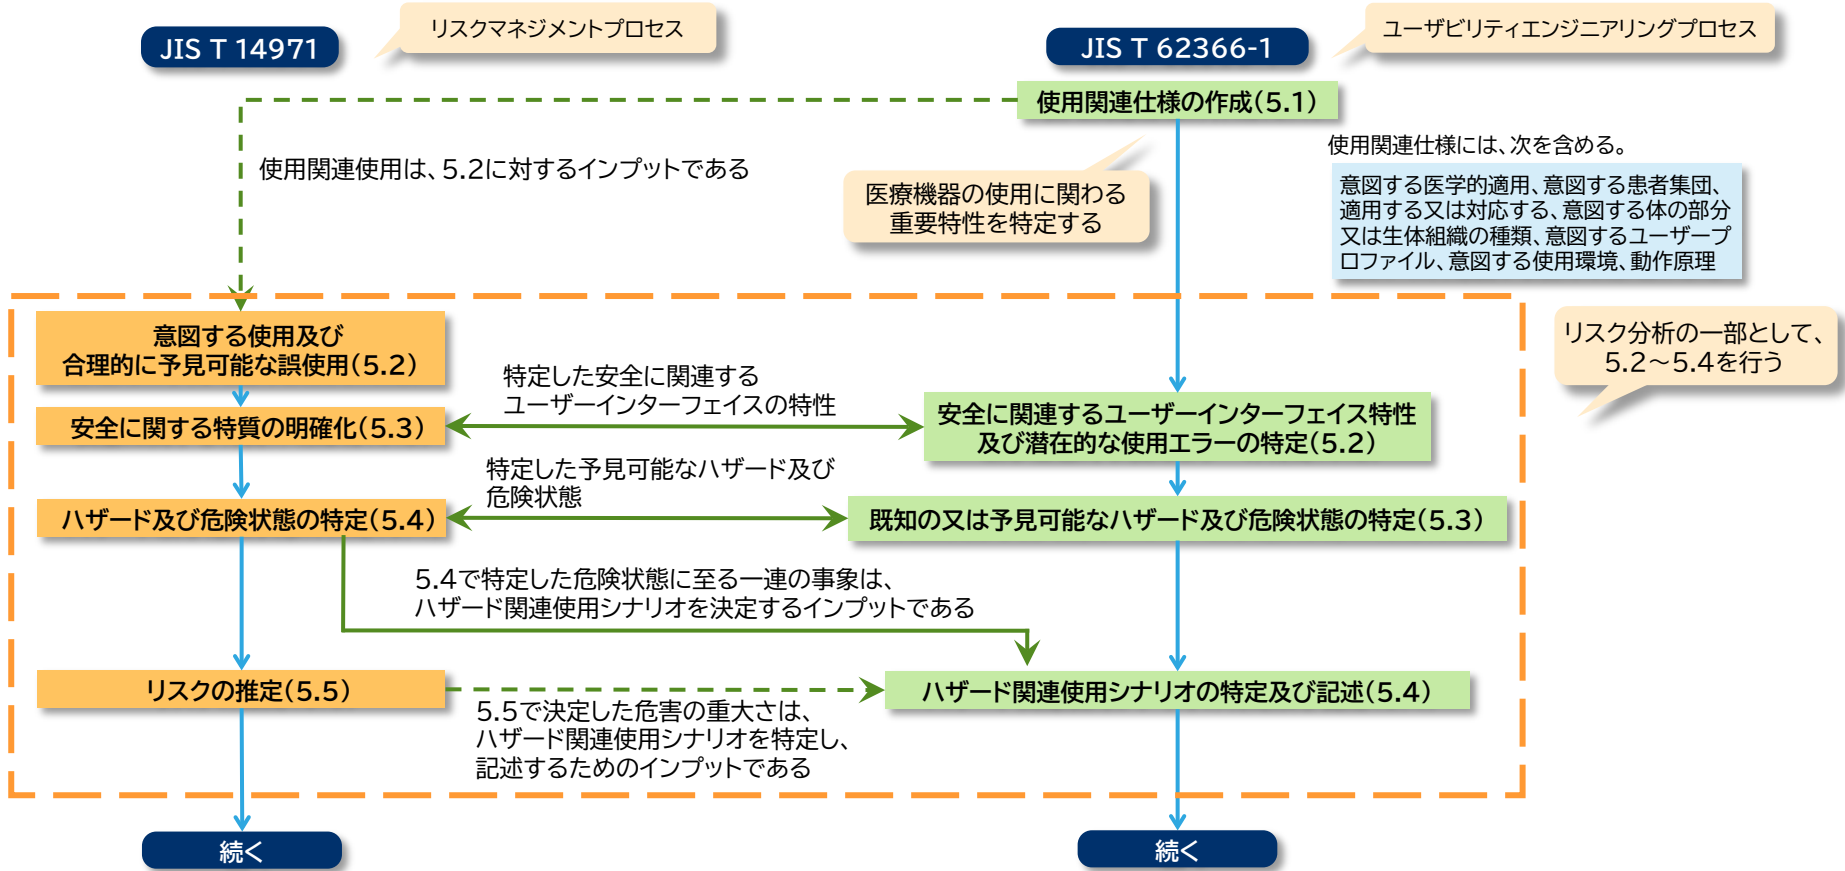 JIS T 14971
リスクマネジメントプロセス
JIS T 62366-1
ユーザビリティエンジニアリングプロセス
使用関連仕様の作成(5.1)
使用関連使用は、5.2に対するインプットである
医療機器の使用に関わる
重要特性を特定する
使用関連仕様には、次を含める。
意図する医学的適用、意図する患者集団、
適用する又は対応する、意図する体の部分
又は生体組織の種類、意図するユーザープ
ロファイル、意図する使用環境、動作原理
意図する使用及び
合理的に予見可能な誤使用(5.2)
リスク分析の一部として、
5.2～5.4を行う
特定した安全に関連する
ユーザーインターフェイスの特性
安全に関する特質の明確化(5.3)
安全に関連するユーザーインターフェイス特性
及び潜在的な使用エラーの特定(5.2)
特定した予見可能なハザード及び
危険状態
ハザード及び危険状態の特定(5.4)
既知の又は予見可能なハザード及び危険状態の特定(5.3)
5.4で特定した危険状態に至る一連の事象は、
ハザード関連使用シナリオを決定するインプットである
リスクの推定(5.5)
ハザード関連使用シナリオの特定及び記述(5.4)
5.5で決定した危害の重大さは、
ハザード関連使用シナリオを特定し、
記述するためのインプットである
続く
続く